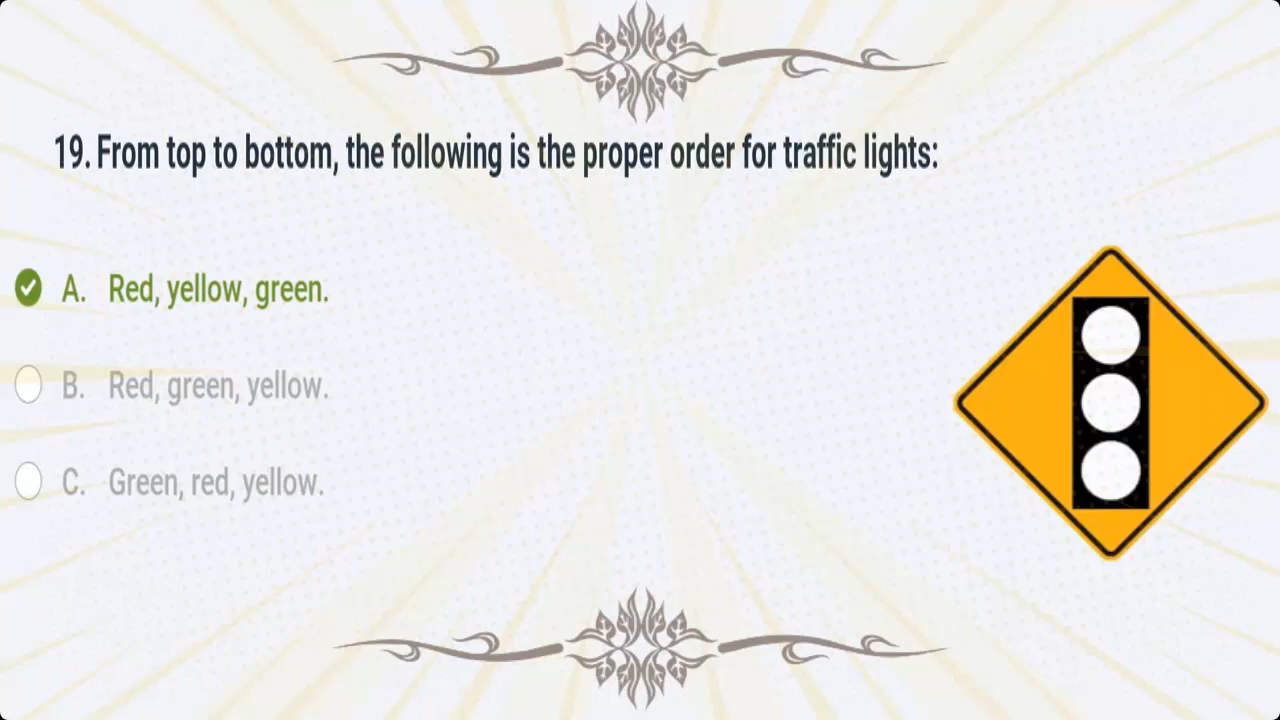 19. From top to bottom, the following is the proper order for traffic lights:
A. Red, yellow, green.
B. Red, green, yellow.
C. Green, red, yellow.